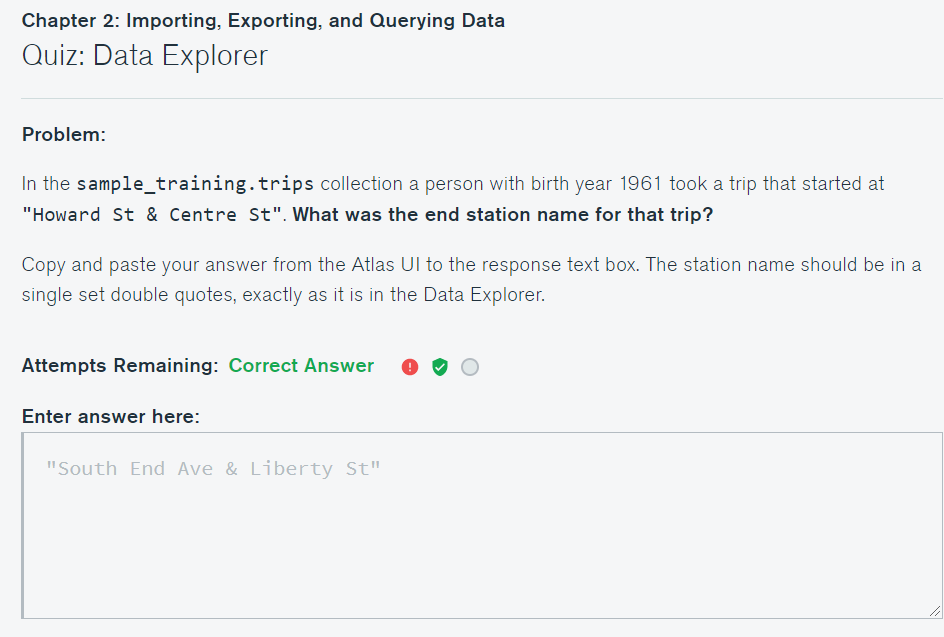 Chapter 2: Importing, Exporting, and Querying Data
Quiz: Data Explorer
Problem:
In the sample_training.trips collection a person with birth year 1961 took a trip that started at
"Howard St & Centre St". What was the end station name for that trip?
Copy and paste your answer from the Atlas UI to the response text box. The station name should be in a
single set double quotes, exactly as it is in the Data Explorer.
Attempts Remaining: Correct Answer
Enter answer here:
"South End Ave & Liberty St"